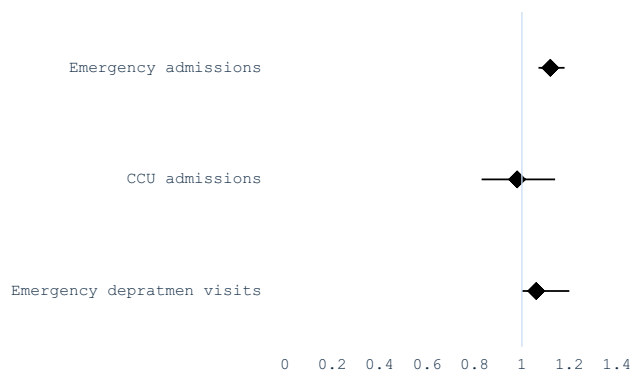 Emergency admissions
CCU admissions
Emergency depratmen visits
0 0.2 0.4 0.6 0.8 1 1.2 1.4